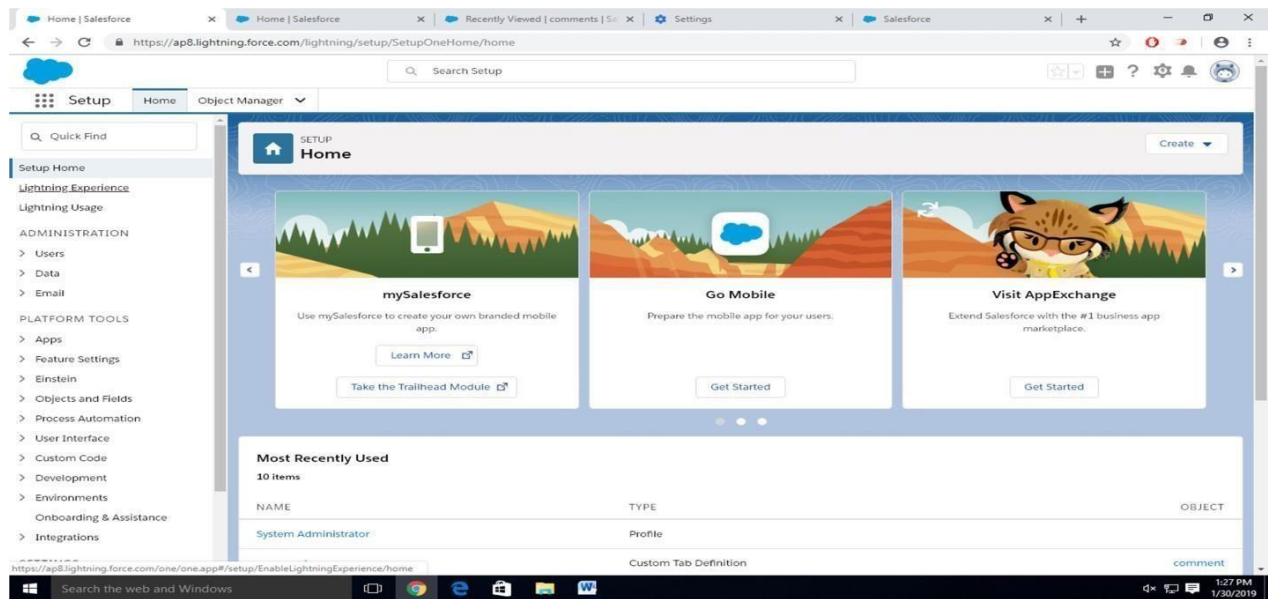 Home | Salesforce
Home | Salesforce
Recently Viewed | comments | Sa
Settings
Salesforce
https://ap8.lightning.force.com/lightning/setup/SetupOneHome/home
Search Setup
Setup
Home
Object Manager
Quick Find
Setup Home
Lightning Experience
Lightning Usage
ADMINISTRATION
> Users
> Data
> Email
PLATFORM TOOLS
> Apps
> Feature Settings
> Einstein
> Objects and Fields
> Process Automation
> User Interface
> Custom Code
> Development
> Environments
Onboarding & Assistance
> Integrations
SETUP
Home
Create
mySalesforce
Use mySalesforce to create your own branded mobile
app.
Learn More
Take the Trailhead Module
Go Mobile
Prepare the mobile app for your users.
Get Started
Visit AppExchange
Extend Salesforce with the #1 business app
marketplace.
Get Started
Most Recently Used
10 items
NAME TYPE OBJECT
System Administrator Profile
Custom Tab Definition comment
https://ap8.lightning.force.com/one/one.app#/setup/EnableLightningExperience/home
Search the web and Windows
1:27 PM
1/30/2019